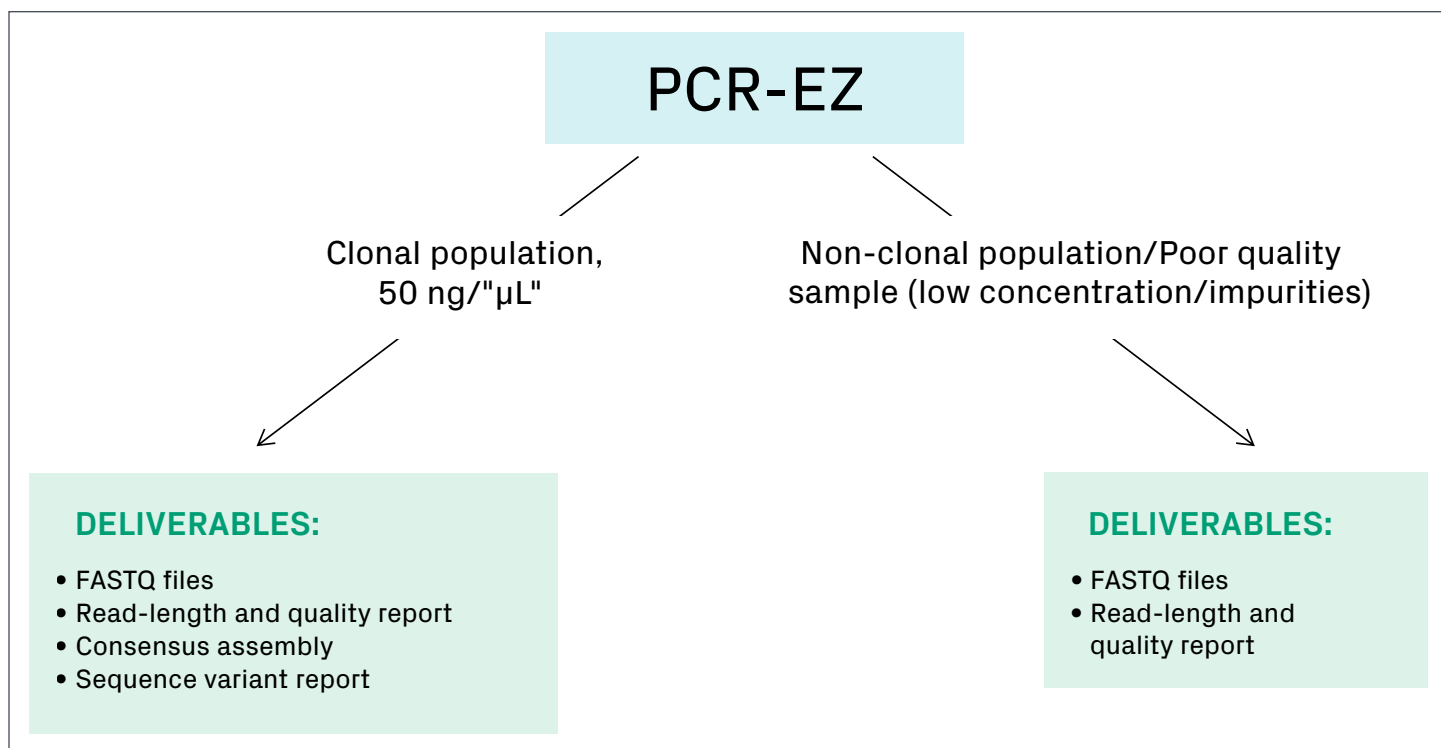 PCR-EZ
Clonal population,
50 ng/"µL"
Non-clonal population/Poor quality
sample (low concentration/impurities)
DELIVERABLES:
• FASTQ files
• Read-length and quality report
• Consensus assembly
• Sequence variant report
DELIVERABLES:
• FASTQ files
• Read-length and
quality report